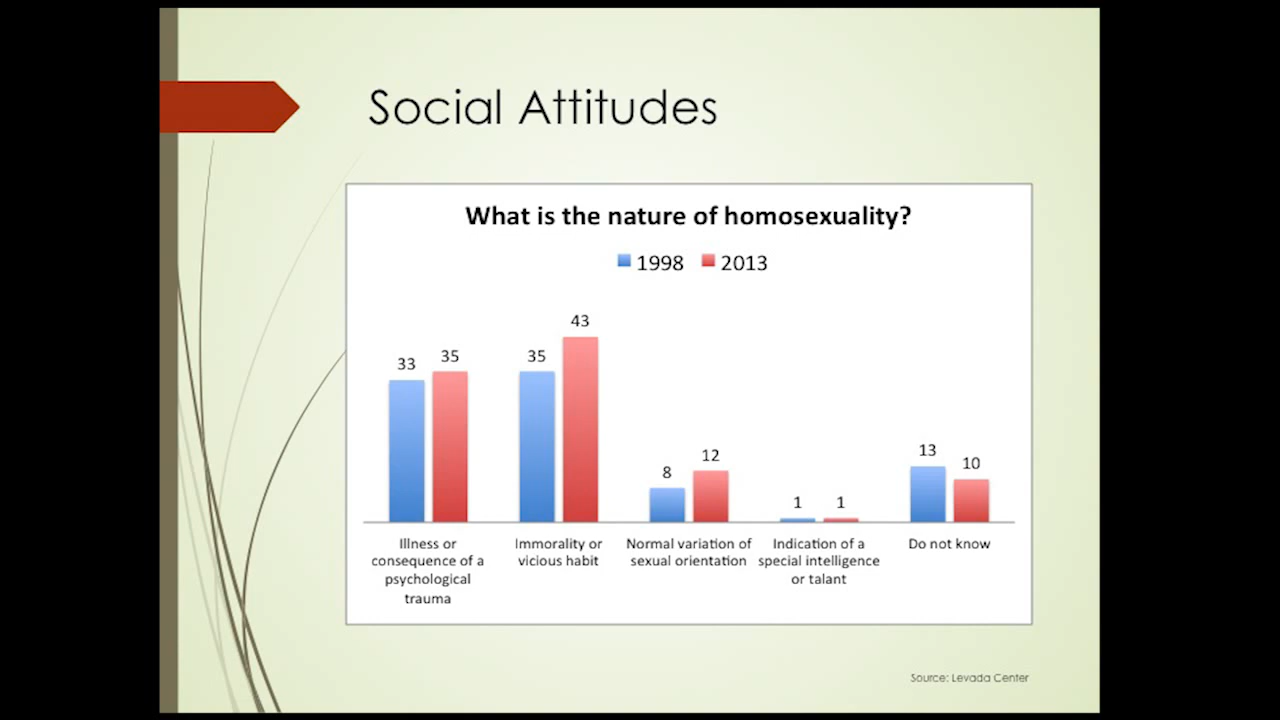 Social Attitudes
What is the nature of homosexuality?
1998 2013
33 35 35 43 8 12 1 1 13 10
Illness or
consequence of a
psychological
trauma
Immorality or
vicious habit
Normal variation of
sexual orientation
Indication of a
special intelligence
or talant
Do not know
Source: Levada Center